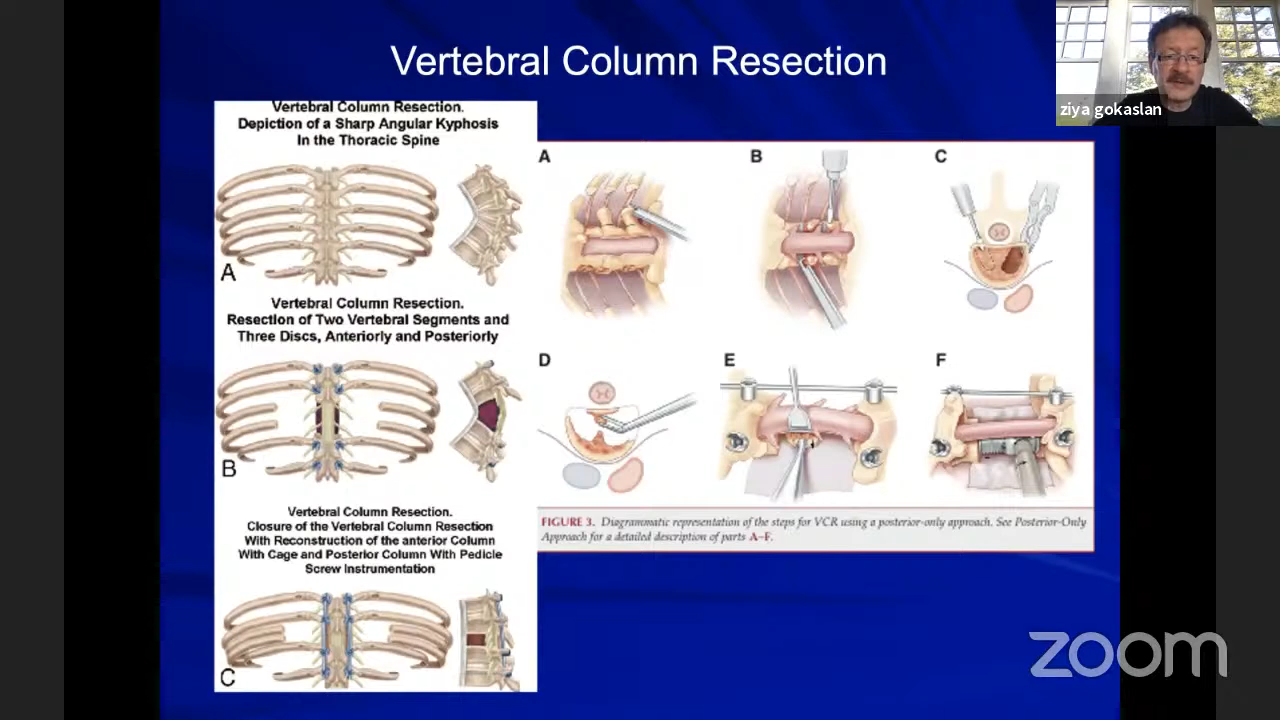 Vertebral Column Resection
ziya gokaslan
Vertebral Column Resection.
Depiction of a Sharp Angular Kyphosis
In the Thoracic Spine
A
Vertebral Column Resection.
Resection of Two Vertebral Segments and
Three Discs, Anteriorly and Posteriorly
B
Vertebral Column Resection.
Closure of the Vertebral Column Resection
With Reconstruction of the anterior Column
With Cage and Posterior Column With Pedicle
Screw Instrumentation
C
A
B
C
D
E
F
FIGURE 3. Diagrammatic representation of the steps for VCR using a posterior-only approach. See Posterior-Only
Approach for a detailed description of parts A–F.
zoom